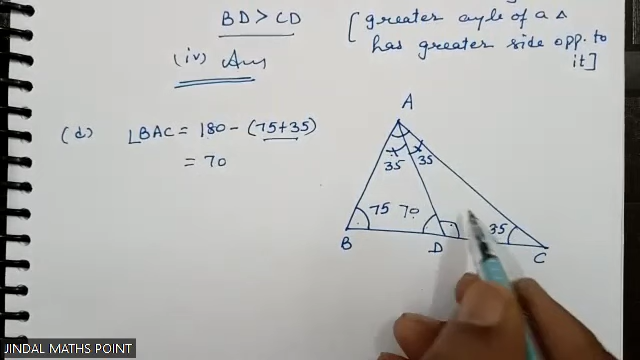 BD > CD
[greater angle of a Δ
has greater side opp. to
it]
(iv) Ans
(d) ∠BAC = 180 - (75+35)
= 70
A
35 35
75 70 35
B D C
JINDAL MATHS POINT